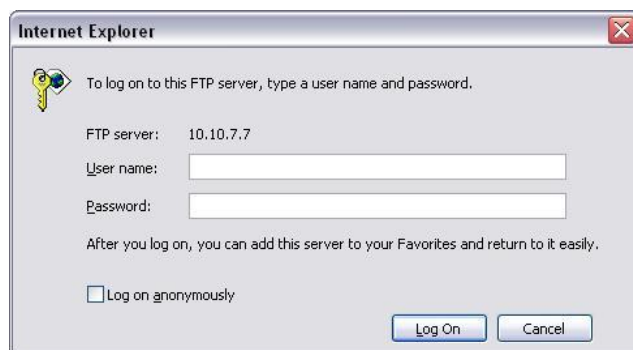 Internet Explorer
To log on to this FTP server, type a user name and password.
FTP server: 10.10.7.7
User name:
Password:
After you log on, you can add this server to your Favorites and return to it easily.
Log on anonymously
Log On Cancel